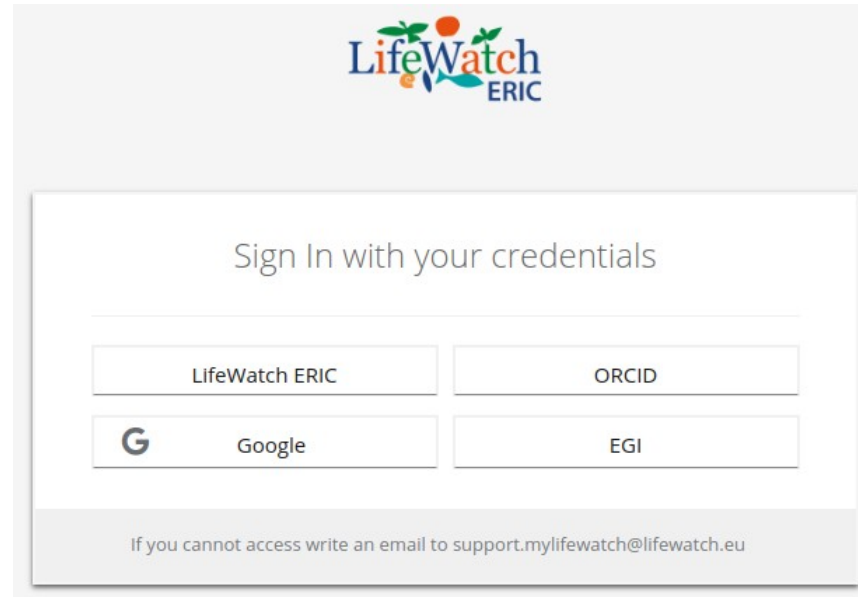 LifeWatch
ERIC
Sign In with your credentials
LifeWatch ERIC
ORCID
G
Google
EGI
If you cannot access write an email to support.mylifewatch@lifewatch.eu